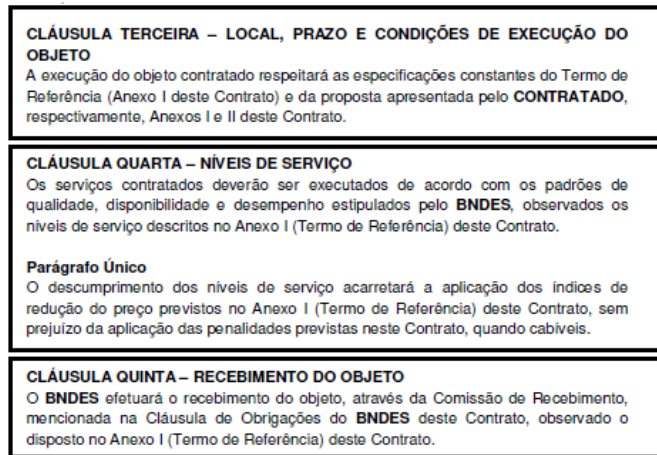 CLÁUSULA TERCEIRA – LOCAL, PRAZO E CONDIÇÕES DE EXECUÇÃO DO
OBJETO
A execução do objeto contratado respeitará as especificações constantes do Termo de
Referência (Anexo I deste Contrato) e da proposta apresentada pelo CONTRATADO,
respectivamente, Anexos I e II deste Contrato.
CLÁUSULA QUARTA – NÍVEIS DE SERVIÇO
Os serviços contratados deverão ser executados de acordo com os padrões de
qualidade, disponibilidade e desempenho estipulados pelo BNDES, observados os
níveis de serviço descritos no Anexo I (Termo de Referência) deste Contrato.
Parágrafo Único
O descumprimento dos níveis de serviço acarretará a aplicação dos índices de
redução do preço previstos no Anexo I (Termo de Referência) deste Contrato, sem
prejuízo da aplicação das penalidades previstas neste Contrato, quando cabíveis.
CLÁUSULA QUINTA – RECEBIMENTO DO OBJETO
O BNDES efetuará o recebimento do objeto, através da Comissão de Recebimento,
mencionada na Cláusula de Obrigações do BNDES deste Contrato, observado o
disposto no Anexo I (Termo de Referência) deste Contrato.